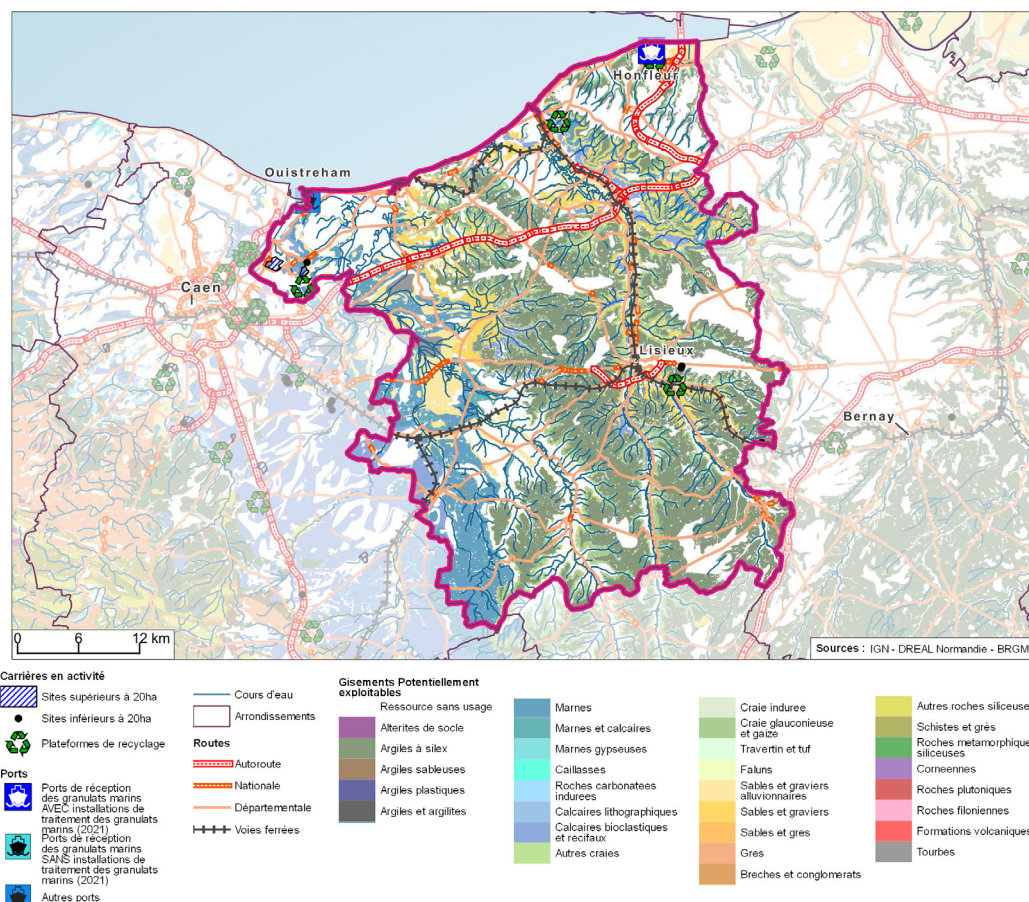 Honfleur
Ouistreham
Caen
Lisieux
Bernay
0 6 12 km
Sources : IGN - DREAL Normandie - BRGM
Carrières en activité
Sites supérieurs à 20ha
Sites inférieurs à 20ha
Plateformes de recyclage
Ports
Ports de réception
des granulats marins
AVEC installations de
traitement des granulats
marins (2021)
Ports de réception
des granulats marins
SANS installations de
traitement des granulats
marins (2021)
Autres ports
Cours d'eau
Arrondissements
Routes
Autoroute
Nationale
Départementale
Voies ferrées
Gisements Potentiellement
exploitables
Ressource sans usage
Alterites de socle
Argiles à silex
Argiles sableuses
Argiles plastiques
Argiles et argilites
Marnes
Marnes et calcaires
Marnes gypseuses
Caillasses
Roches carbonatees
indurees
Calcaires lithographiques
Calcaires bioclastiques
et recifaux
Autres craies
Craie induree
Craie glauconieuse
et gaize
Travertin et tuf
Faluns
Sables et graviers
alluvionnaires
Sables et graviers
Sables et gres
Gres
Breches et conglomerats
Autres roches siliceuse
Schistes et grés
Roches metamorphique
siliceuses
Corneennes
Roches plutoniques
Roches filoniennes
Formations volcaniques
Tourbes